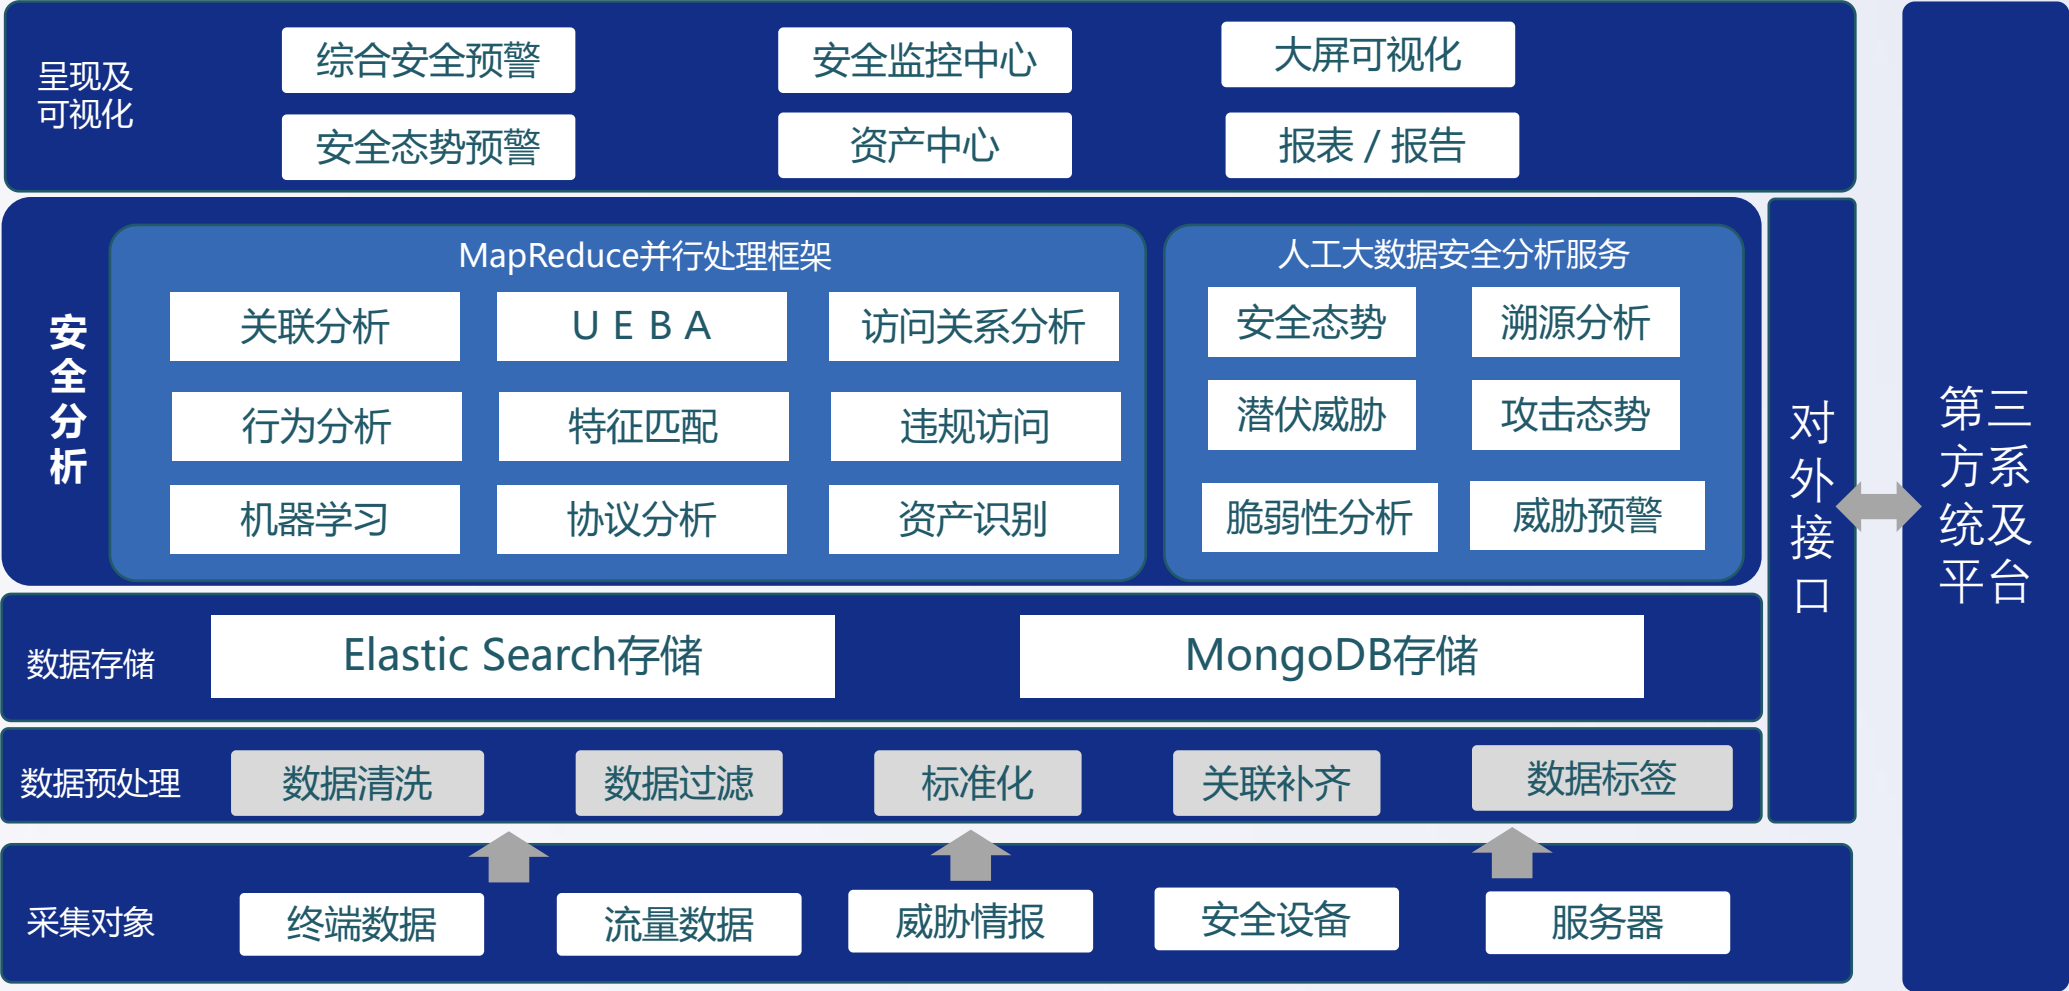 呈现及
可视化
综合安全预警
安全监控中心
大屏可视化
安全态势预警
资产中心
报表 / 报告
安
全
分
析
MapReduce并行处理框架
关联分析
U E B A
访问关系分析
行为分析
特征匹配
违规访问
机器学习
协议分析
资产识别
人工大数据安全分析服务
安全态势
溯源分析
潜伏威胁
攻击态势
脆弱性分析
威胁预警
数据存储
Elastic Search存储
MongoDB存储
数据预处理
数据清洗
数据过滤
标准化
关联补齐
数据标签
采集对象
终端数据
流量数据
威胁情报
安全设备
服务器
对
外
接
口
第三
方系
统及
平台